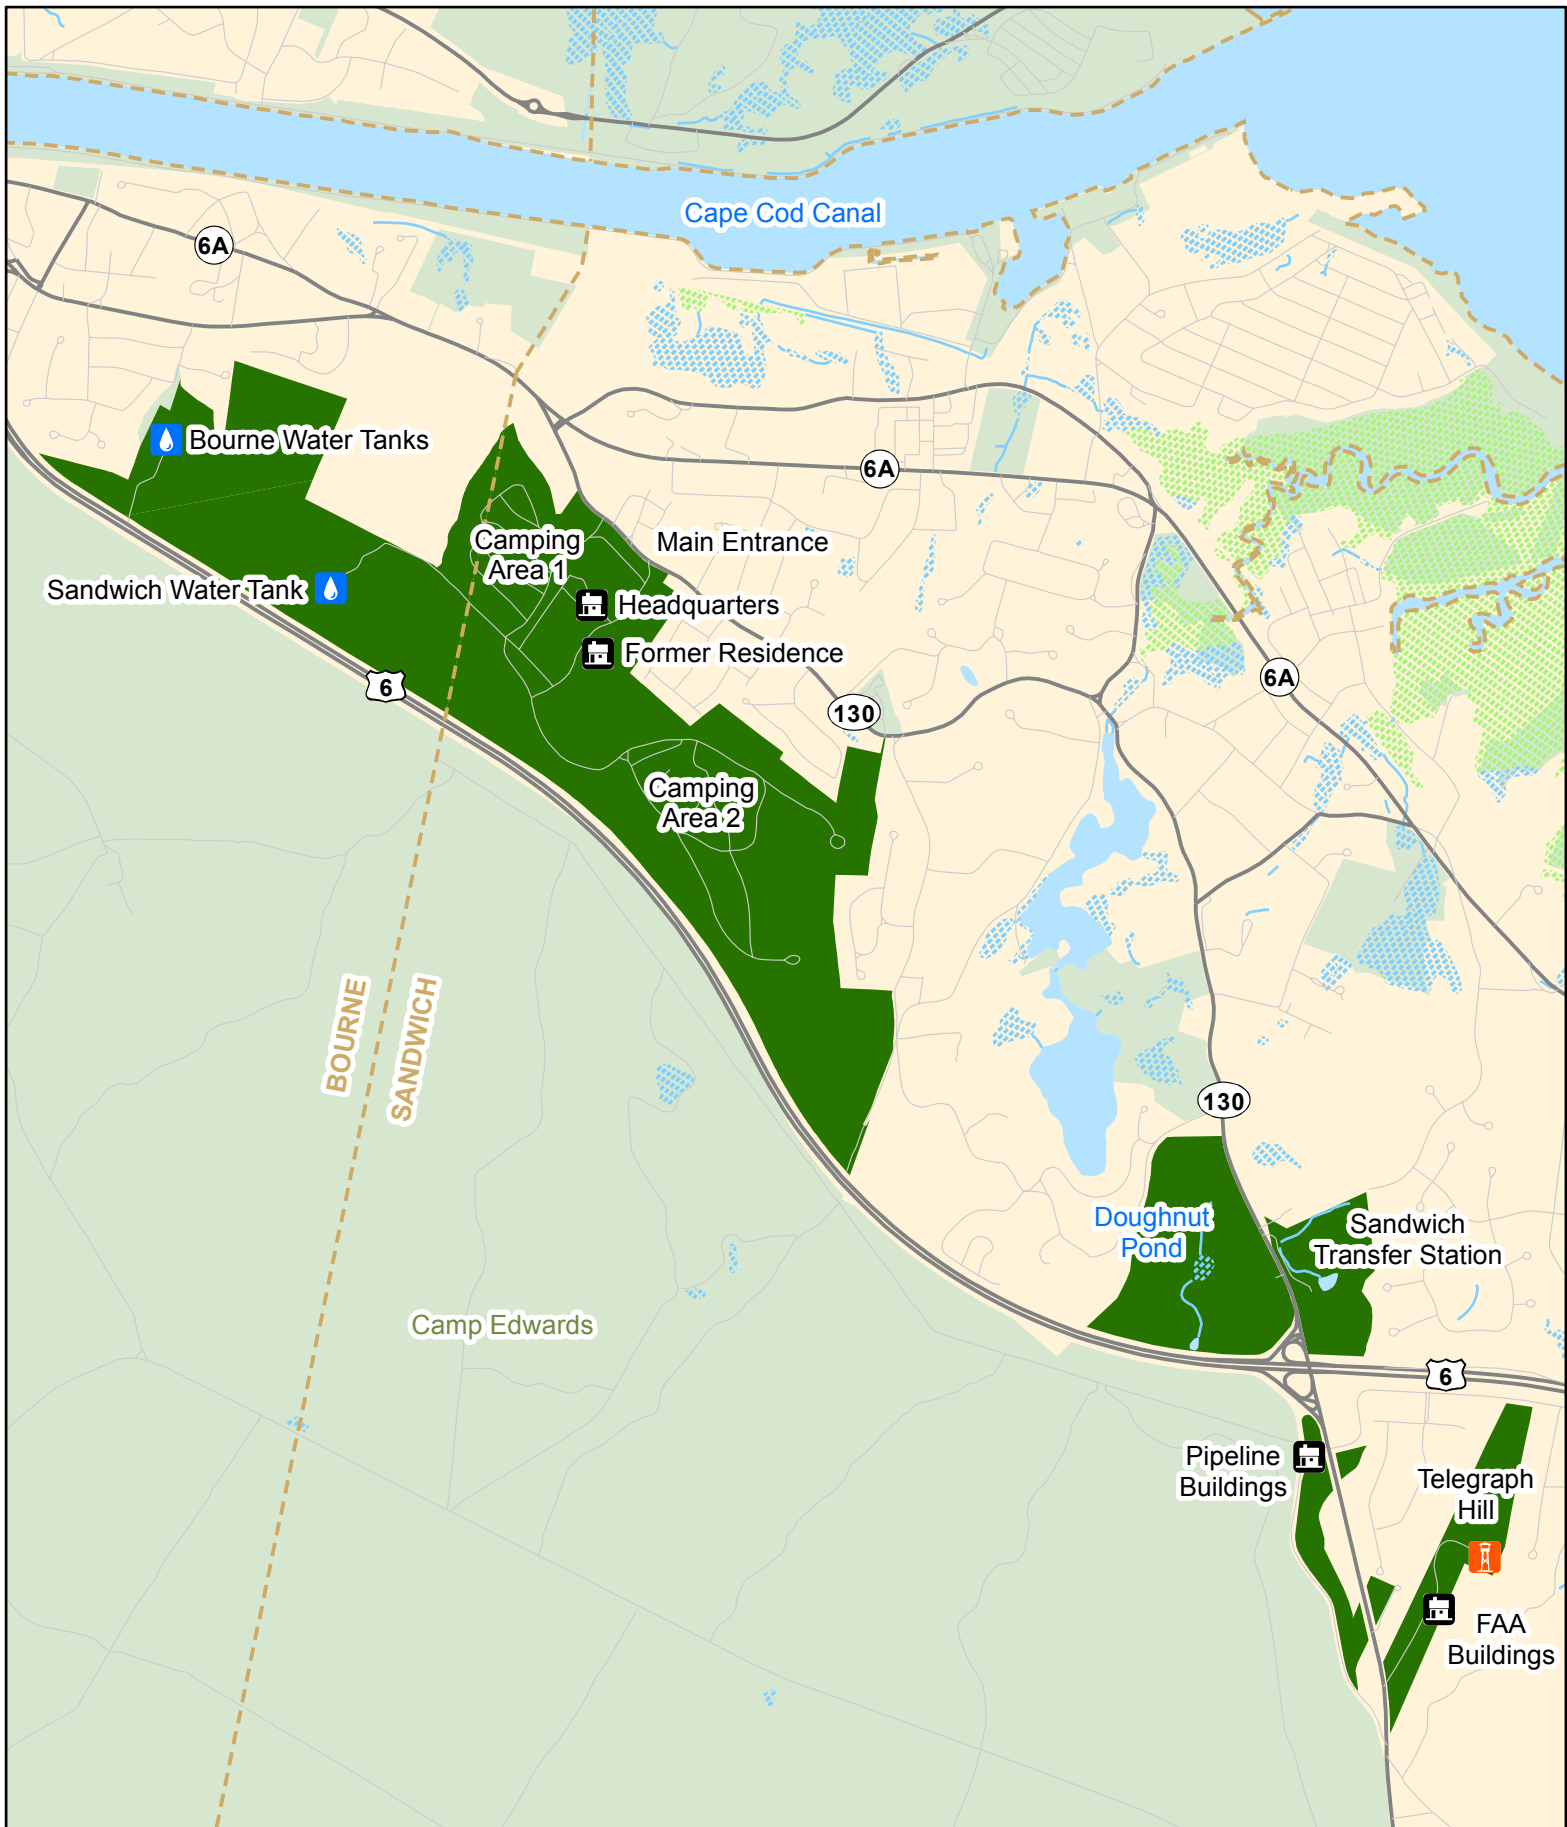 Cape Cod Canal
6A
Bourne Water Tanks
6A
Camping
Area 1
Main Entrance
Sandwich Water Tank
Headquarters
Former Residence
6
6A
130
Camping
Area 2
BOURNE
SANDWICH
130
Doughnut
Pond
Sandwich
Transfer Station
Camp Edwards
6
Pipeline
Buildings
Telegraph
Hill
FAA
Buildings